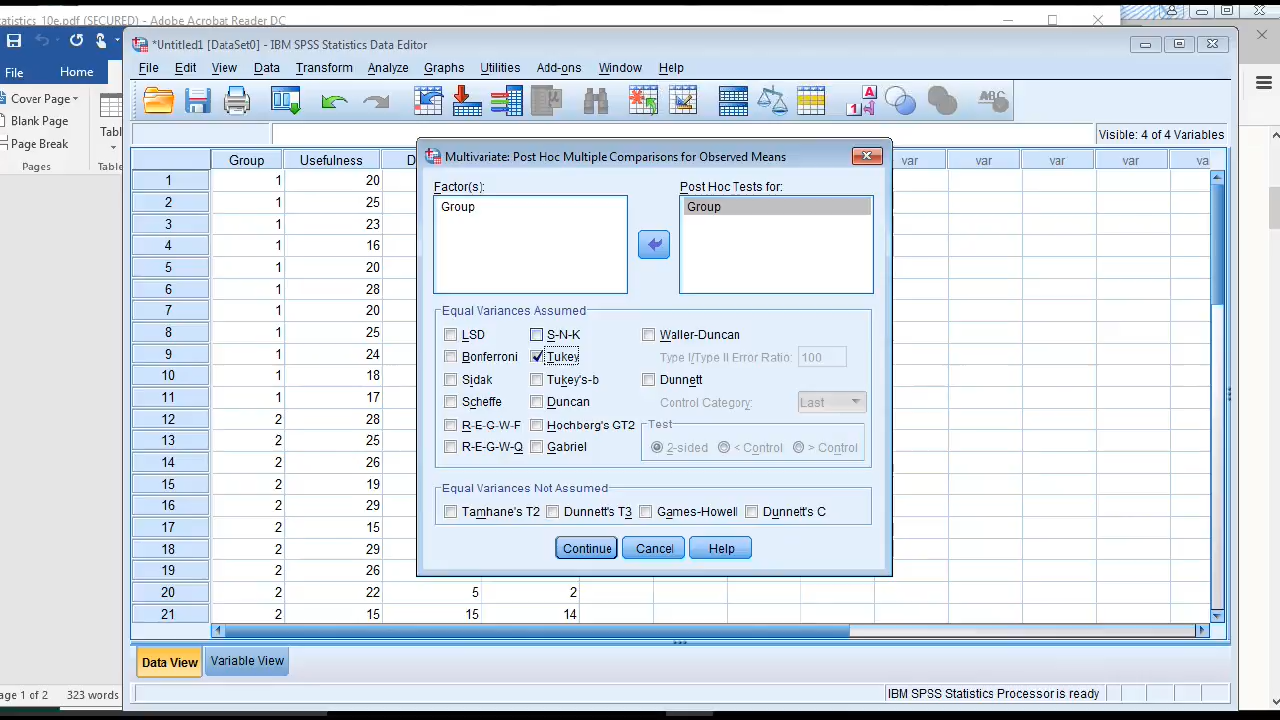 tatistics_10e.pdf (SECURED) - Adobe Acrobat Reader DC
*Untitled1 [DataSet0] - IBM SPSS Statistics Data Editor
File Home
Cover Page
Blank Page
Page Break
Tabl
Pages Table
File Edit View Data Transform Analyze Graphs Utilities Add-ons Window Help
A
1
ABC
Visible: 4 of 4 Variables
Group Usefulness D var var var var va
1 1 20
2 1 25
3 1 23
4 1 16
5 1 20
6 1 28
7 1 20
8 1 25
9 1 24
10 1 18
11 1 17
12 2 28
13 2 25
14 2 26
15 2 19
16 2 29
17 2 15
18 2 29
19 2 26
20 2 22 5 2
21 2 15 15 14
Multivariate: Post Hoc Multiple Comparisons for Observed Means
Factor(s): Post Hoc Tests for:
Group Group
Equal Variances Assumed
LSD S-N-K Waller-Duncan
Bonferroni Tukey Type I/Type II Error Ratio: 100
Sidak Tukey's-b Dunnett
Scheffe Duncan Control Category: Last
R-E-G-W-F Hochberg's GT2 Test
R-E-G-W-Q Gabriel 2-sided < Control > Control
Equal Variances Not Assumed
Tamhane's T2 Dunnett's T3 Games-Howell Dunnett's C
Continue Cancel Help
Data View Variable View
age 1 of 2 323 words
IBM SPSS Statistics Processor is ready